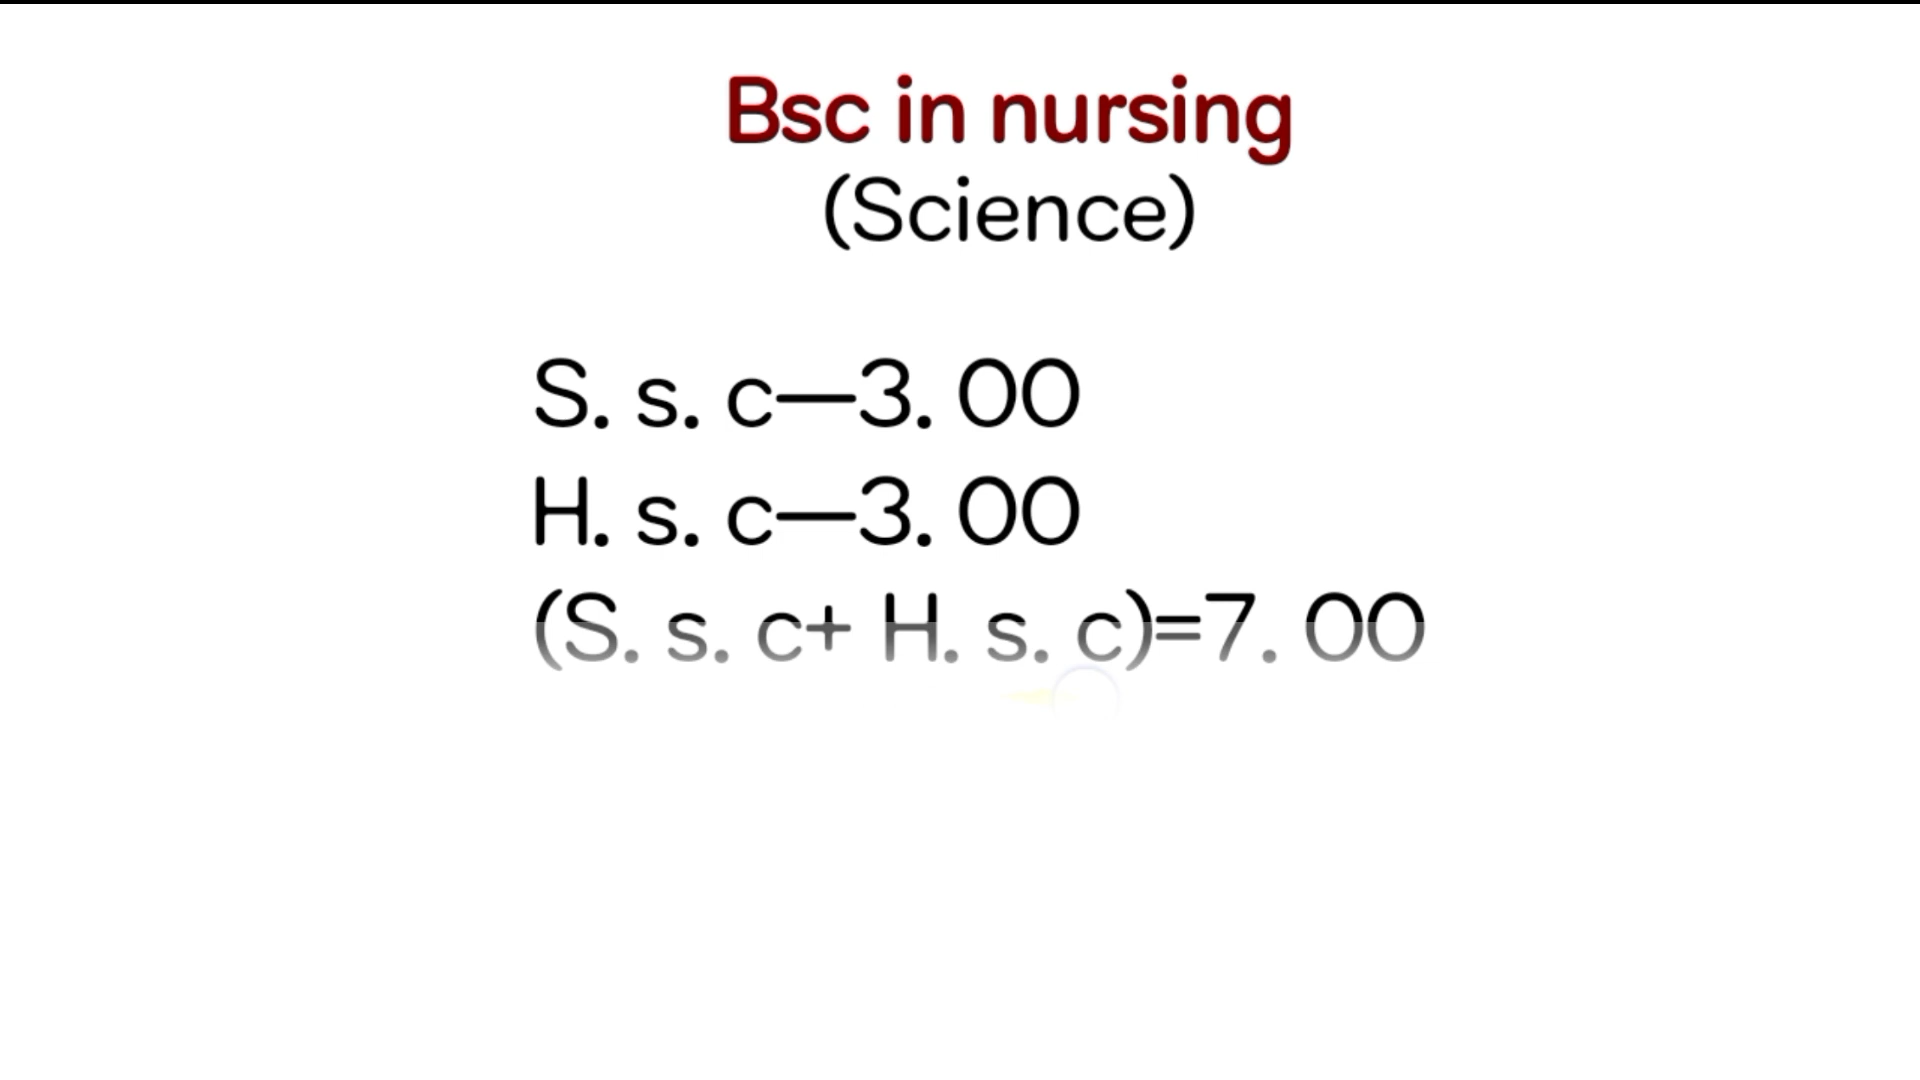 Bsc in nursing
(Science)
S. s. c—3. 00
H. s. c—3. 00
(S. s. c+ H. s. c)=7. 00